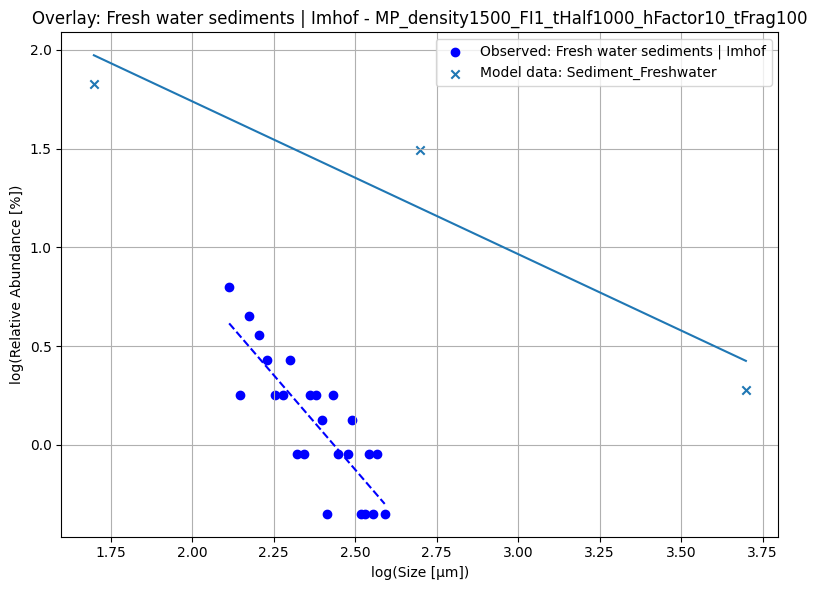 Overlay: Fresh water sediments | Imhof - MP_density1500_FI1_tHalf1000_hFactor10_tFrag100
Observed: Fresh water sediments | Imhof
Model data: Sediment_Freshwater
log(Relative Abundance [%])
2.0
1.5
1.0
0.5
0.0
1.75
2.00
2.25
2.50
2.75
3.00
3.25
3.50
3.75
log(Size [µm])